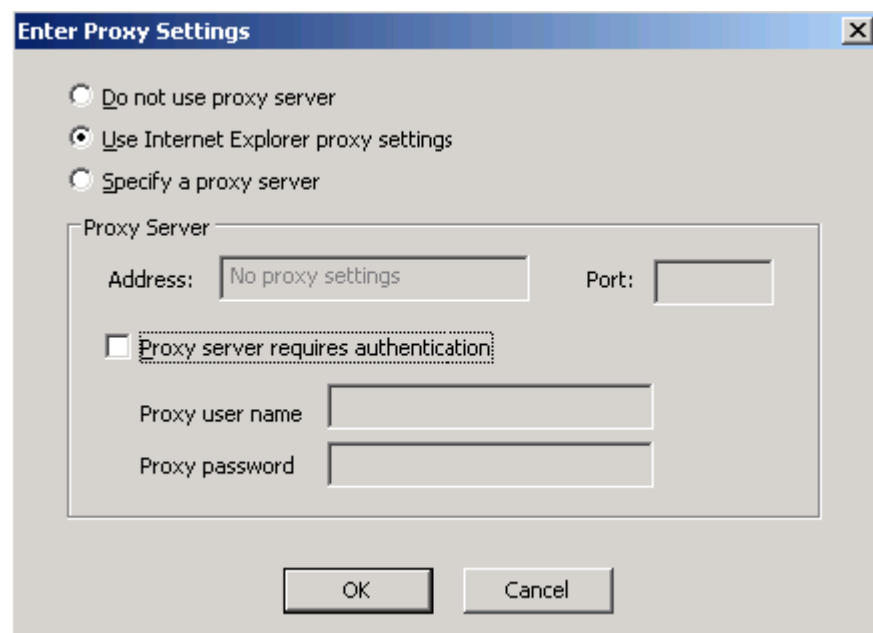 Enter Proxy Settings
Do not use proxy server
Use Internet Explorer proxy settings
Specify a proxy server
Proxy Server
Address: No proxy settings Port:
Proxy server requires authentication
Proxy user name
Proxy password
OK Cancel